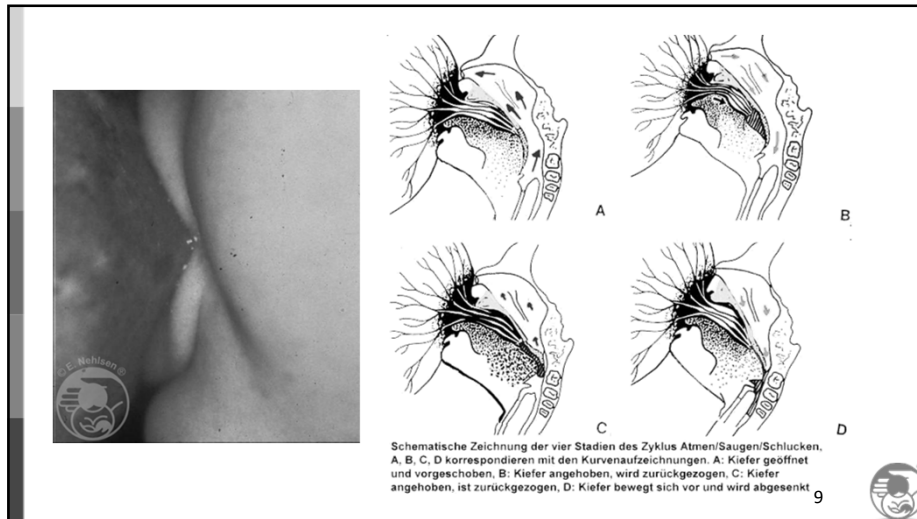 © E. Nehlsen ®
A
B
C
D
Schematische Zeichnung der vier Stadien des Zyklus Atmen/Saugen/Schlucken,
A, B, C, D korrespondieren mit den Kurvenaufzeichnungen. A: Kiefer geöffnet
und vorgeschoben, B: Kiefer angehoben, wird zurückgezogen, C: Kiefer
angehoben, ist zurückgezogen, D: Kiefer bewegt sich vor und wird abgesenkt
9